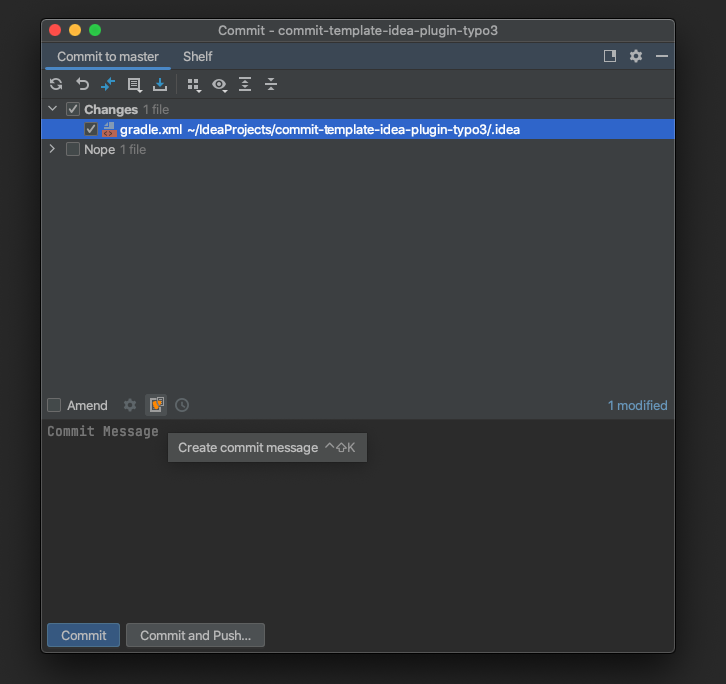 Commit - commit-template-idea-plugin-typo3
Commit to master Shelf
Changes 1 file
gradle.xml ~/IdeaProjects/commit-template-idea-plugin-typo3/.idea
Nope 1 file
Amend 1 modified
Commit Message
Create commit message ^⇧K
Commit Commit and Push...